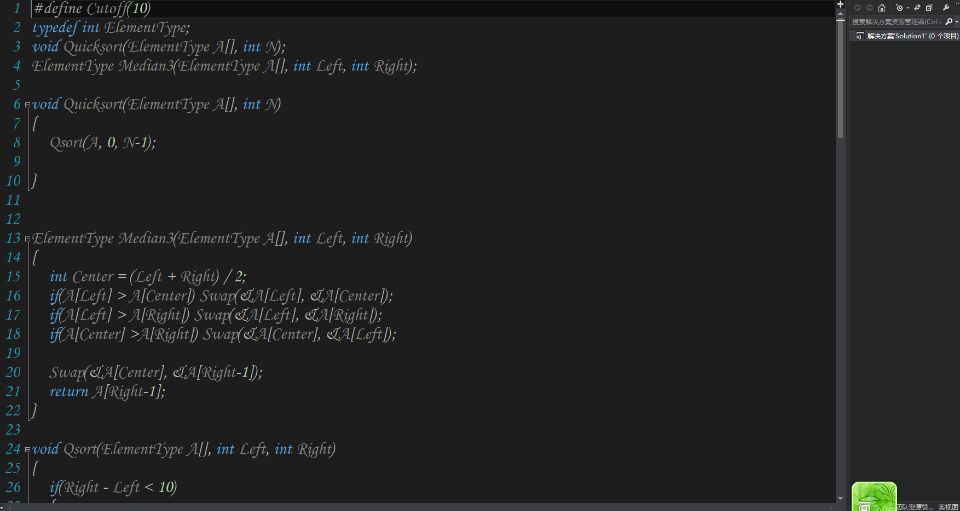 1 #define Cutoff(10)
2 typedef int ElementType;
3 void Quicksort(ElementType A[], int N);
4 ElementType Median3(ElementType A[], int Left, int Right);
5
6 void Quicksort(ElementType A[], int N)
7 {
8 Qsort(A, 0, N-1);
9
10 }
11
12
13 ElementType Median3(ElementType A[], int Left, int Right)
14 {
15 int Center = (Left + Right) / 2;
16 if(A[Left] > A[Center]) Swap(&A[Left], &A[Center]);
17 if(A[Left] > A[Right]) Swap(&A[Left], &A[Right]);
18 if(A[Center] >A[Right]) Swap(&A[Center], &A[Left]);
19
20 Swap(&A[Center], &A[Right-1]);
21 return A[Right-1];
22 }
23
24 void Qsort(ElementType A[], int Left, int Right)
25 {
26 if(Right - Left < 10)
搜索解决方案资源管理器(Ctrl+
解决方案'Solution1' (0 个项目)
团队资源管... 类视图